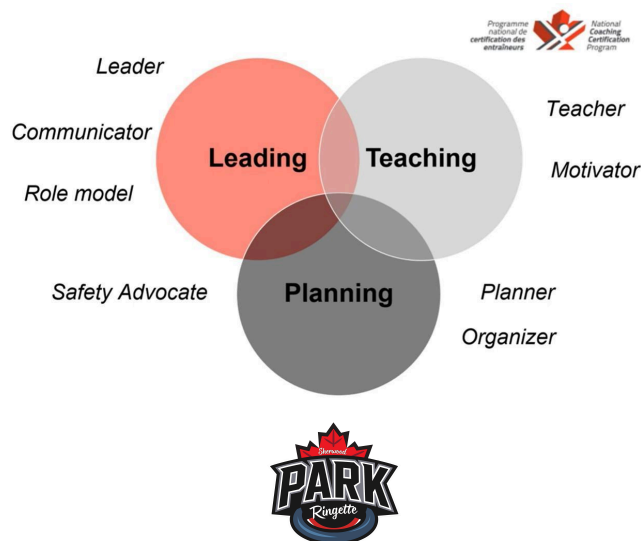 Programme
national de
certification des
entraîneurs
National
Coaching
Certification
Program
Leader
Communicator
Role model
Leading
Teaching
Teacher
Motivator
Safety Advocate
Planning
Planner
Organizer
Sherwood
PARK
Ringette